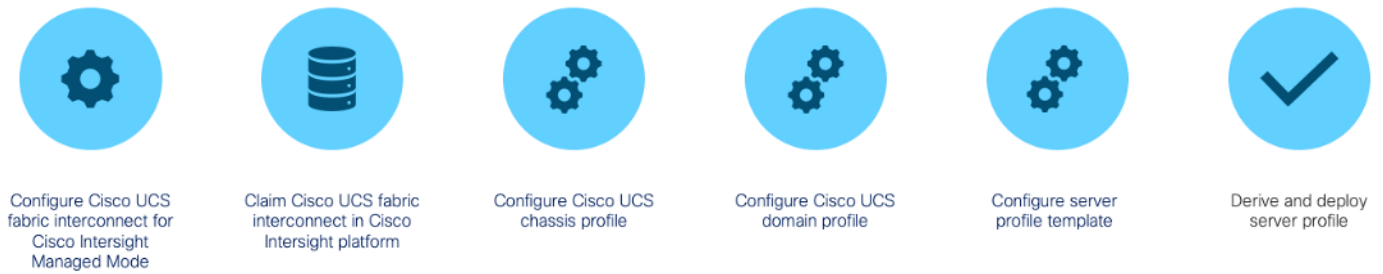 Configure Cisco UCS
fabric interconnect for
Cisco Intersight
Managed Mode
Claim Cisco UCS fabric
interconnect in Cisco
Intersight platform
Configure Cisco UCS
chassis profile
Configure Cisco UCS
domain profile
Configure server
profile template
Derive and deploy
server profile